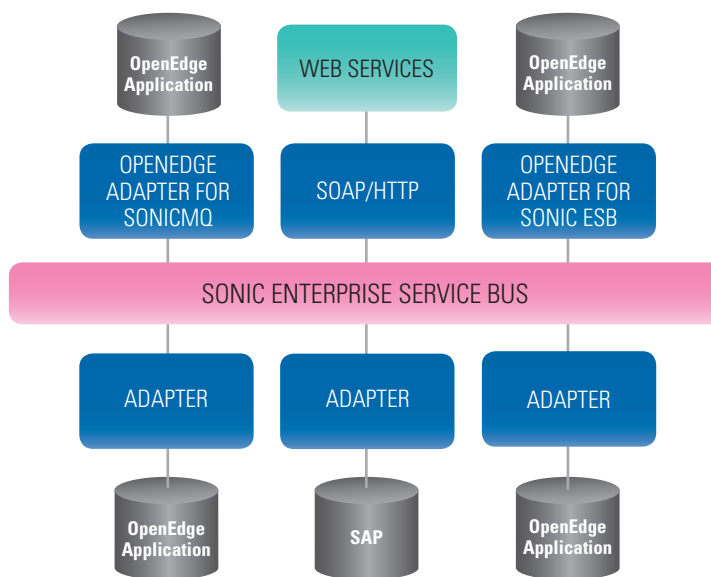 OpenEdge
Application
WEB SERVICES
OpenEdge
Application
OPENEDGE
ADAPTER FOR
SONICMQ
SOAP/HTTP
OPENEDGE
ADAPTER FOR
SONIC ESB
SONIC ENTERPRISE SERVICE BUS
ADAPTER
ADAPTER
ADAPTER
OpenEdge
Application
SAP
OpenEdge
Application